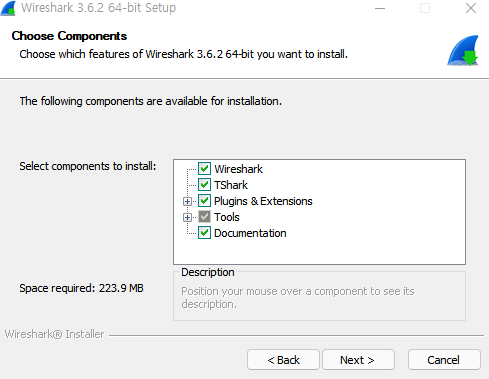 Wireshark 3.6.2 64-bit Setup
Choose Components
Choose which features of Wireshark 3.6.2 64-bit you want to install.
The following components are available for installation.
Select components to install:
Wireshark
TShark
Plugins & Extensions
Tools
Documentation
Space required: 223.9 MB
Description
Position your mouse over a component to see its
description.
Wireshark® Installer
< Back
Next >
Cancel